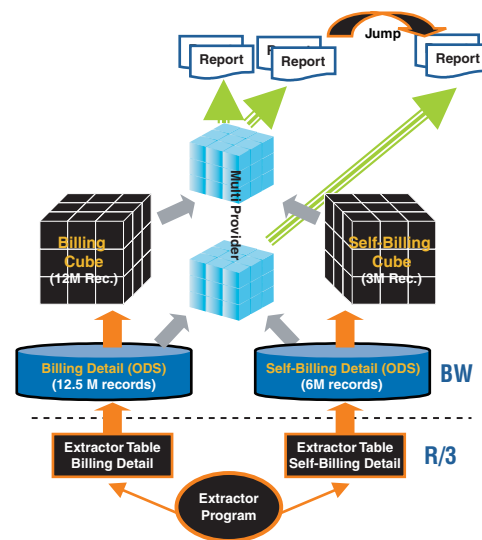 Jump
Report
Report
Report
Multi Provider
Billing
Cube
(12M Rec.)
Self-Billing
Cube
(3M Rec.)
Billing Detail (ODS)
(12.5 M records)
Self-Billing Detail (ODS)
(6M records)
BW
R/3
Extractor Table
Billing Detail
Extractor Table
Self-Billing Detail
Extractor
Program